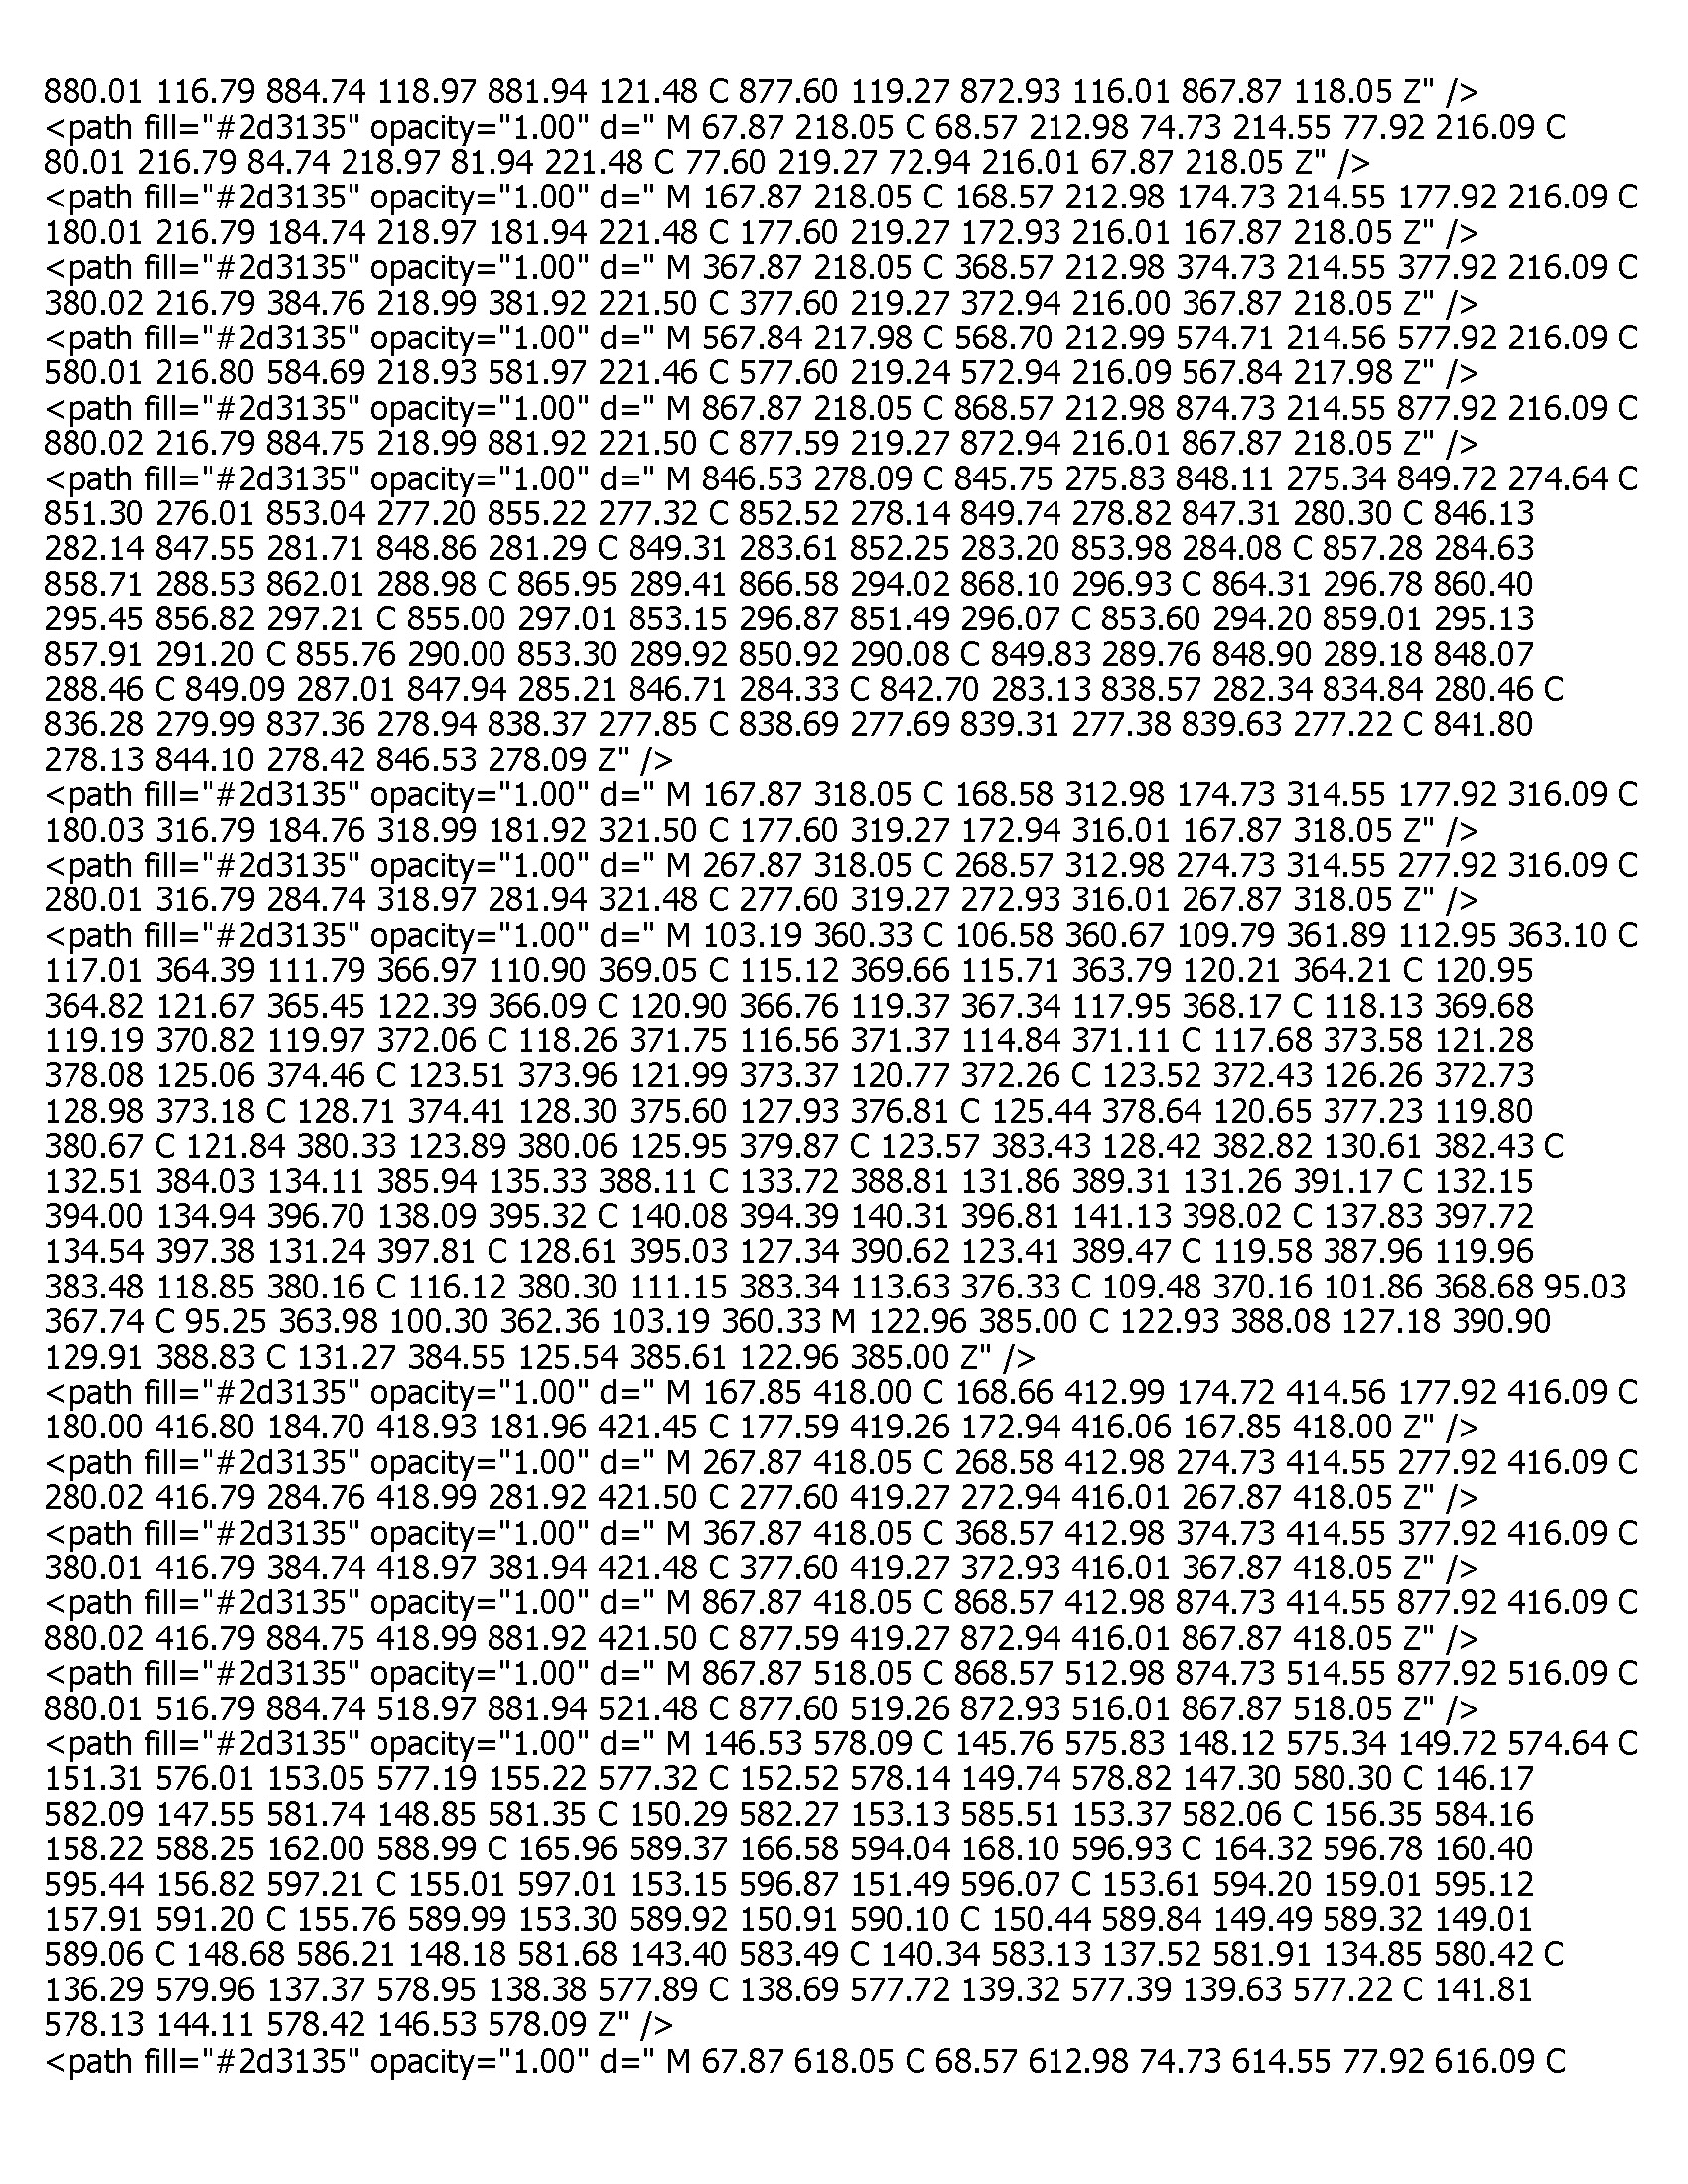 880.01 116.79 884.74 118.97 881.94 121.48 C 877.60 119.27 872.93 116.01 867.87 118.05 Z" />
<path fill="#2d3135" opacity="1.00" d=" M 67.87 218.05 C 68.57 212.98 74.73 214.55 77.92 216.09 C
80.01 216.79 84.74 218.97 81.94 221.48 C 77.60 219.27 72.94 216.01 67.87 218.05 Z" />
<path fill="#2d3135" opacity="1.00" d=" M 167.87 218.05 C 168.57 212.98 174.73 214.55 177.92 216.09 C
180.01 216.79 184.74 218.97 181.94 221.48 C 177.60 219.27 172.93 216.01 167.87 218.05 Z" />
<path fill="#2d3135" opacity="1.00" d=" M 367.87 218.05 C 368.57 212.98 374.73 214.55 377.92 216.09 C
380.02 216.79 384.76 218.99 381.92 221.50 C 377.60 219.27 372.94 216.00 367.87 218.05 Z" />
<path fill="#2d3135" opacity="1.00" d=" M 567.84 217.98 C 568.70 212.99 574.71 214.56 577.92 216.09 C
580.01 216.80 584.69 218.93 581.97 221.46 C 577.60 219.24 572.94 216.09 567.84 217.98 Z" />
<path fill="#2d3135" opacity="1.00" d=" M 867.87 218.05 C 868.57 212.98 874.73 214.55 877.92 216.09 C
880.02 216.79 884.75 218.99 881.92 221.50 C 877.59 219.27 872.94 216.01 867.87 218.05 Z" />
<path fill="#2d3135" opacity="1.00" d=" M 846.53 278.09 C 845.75 275.83 848.11 275.34 849.72 274.64 C
851.30 276.01 853.04 277.20 855.22 277.32 C 852.52 278.14 849.74 278.82 847.31 280.30 C 846.13
282.14 847.55 281.71 848.86 281.29 C 849.31 283.61 852.25 283.20 853.98 284.08 C 857.28 284.63
858.71 288.53 862.01 288.98 C 865.95 289.41 866.58 294.02 868.10 296.93 C 864.31 296.78 860.40
295.45 856.82 297.21 C 855.00 297.01 853.15 296.87 851.49 296.07 C 853.60 294.20 859.01 295.13
857.91 291.20 C 855.76 290.00 853.30 289.92 850.92 290.08 C 849.83 289.76 848.90 289.18 848.07
288.46 C 849.09 287.01 847.94 285.21 846.71 284.33 C 842.70 283.13 838.57 282.34 834.84 280.46 C
836.28 279.99 837.36 278.94 838.37 277.85 C 838.69 277.69 839.31 277.38 839.63 277.22 C 841.80
278.13 844.10 278.42 846.53 278.09 Z" />
<path fill="#2d3135" opacity="1.00" d=" M 167.87 318.05 C 168.58 312.98 174.73 314.55 177.92 316.09 C
180.03 316.79 184.76 318.99 181.92 321.50 C 177.60 319.27 172.94 316.01 167.87 318.05 Z" />
<path fill="#2d3135" opacity="1.00" d=" M 267.87 318.05 C 268.57 312.98 274.73 314.55 277.92 316.09 C
280.01 316.79 284.74 318.97 281.94 321.48 C 277.60 319.27 272.93 316.01 267.87 318.05 Z" />
<path fill="#2d3135" opacity="1.00" d=" M 103.19 360.33 C 106.58 360.67 109.79 361.89 112.95 363.10 C
117.01 364.39 111.79 366.97 110.90 369.05 C 115.12 369.66 115.71 363.79 120.21 364.21 C 120.95
364.82 121.67 365.45 122.39 366.09 C 120.90 366.76 119.37 367.34 117.95 368.17 C 118.13 369.68
119.19 370.82 119.97 372.06 C 118.26 371.75 116.56 371.37 114.84 371.11 C 117.68 373.58 121.28
378.08 125.06 374.46 C 123.51 373.96 121.99 373.37 120.77 372.26 C 123.52 372.43 126.26 372.73
128.98 373.18 C 128.71 374.41 128.30 375.60 127.93 376.81 C 125.44 378.64 120.65 377.23 119.80
380.67 C 121.84 380.33 123.89 380.06 125.95 379.87 C 123.57 383.43 128.42 382.82 130.61 382.43 C
132.51 384.03 134.11 385.94 135.33 388.11 C 133.72 388.81 131.86 389.31 131.26 391.17 C 132.15
394.00 134.94 396.70 138.09 395.32 C 140.08 394.39 140.31 396.81 141.13 398.02 C 137.83 397.72
134.54 397.38 131.24 397.81 C 128.61 395.03 127.34 390.62 123.41 389.47 C 119.58 387.96 119.96
383.48 118.85 380.16 C 116.12 380.30 111.15 383.34 113.63 376.33 C 109.48 370.16 101.86 368.68 95.03
367.74 C 95.25 363.98 100.30 362.36 103.19 360.33 M 122.96 385.00 C 122.93 388.08 127.18 390.90
129.91 388.83 C 131.27 384.55 125.54 385.61 122.96 385.00 Z" />
<path fill="#2d3135" opacity="1.00" d=" M 167.85 418.00 C 168.66 412.99 174.72 414.56 177.92 416.09 C
180.00 416.80 184.70 418.93 181.96 421.45 C 177.59 419.26 172.94 416.06 167.85 418.00 Z" />
<path fill="#2d3135" opacity="1.00" d=" M 267.87 418.05 C 268.58 412.98 274.73 414.55 277.92 416.09 C
280.02 416.79 284.76 418.99 281.92 421.50 C 277.60 419.27 272.94 416.01 267.87 418.05 Z" />
<path fill="#2d3135" opacity="1.00" d=" M 367.87 418.05 C 368.57 412.98 374.73 414.55 377.92 416.09 C
380.01 416.79 384.74 418.97 381.94 421.48 C 377.60 419.27 372.93 416.01 367.87 418.05 Z" />
<path fill="#2d3135" opacity="1.00" d=" M 867.87 418.05 C 868.57 412.98 874.73 414.55 877.92 416.09 C
880.02 416.79 884.75 418.99 881.92 421.50 C 877.59 419.27 872.94 416.01 867.87 418.05 Z" />
<path fill="#2d3135" opacity="1.00" d=" M 867.87 518.05 C 868.57 512.98 874.73 514.55 877.92 516.09 C
880.01 516.79 884.74 518.97 881.94 521.48 C 877.60 519.26 872.93 516.01 867.87 518.05 Z" />
<path fill="#2d3135" opacity="1.00" d=" M 146.53 578.09 C 145.76 575.83 148.12 575.34 149.72 574.64 C
151.31 576.01 153.05 577.19 155.22 577.32 C 152.52 578.14 149.74 578.82 147.30 580.30 C 146.17
582.09 147.55 581.74 148.85 581.35 C 150.29 582.27 153.13 585.51 153.37 582.06 C 156.35 584.16
158.22 588.25 162.00 588.99 C 165.96 589.37 166.58 594.04 168.10 596.93 C 164.32 596.78 160.40
595.44 156.82 597.21 C 155.01 597.01 153.15 596.87 151.49 596.07 C 153.61 594.20 159.01 595.12
157.91 591.20 C 155.76 589.99 153.30 589.92 150.91 590.10 C 150.44 589.84 149.49 589.32 149.01
589.06 C 148.68 586.21 148.18 581.68 143.40 583.49 C 140.34 583.13 137.52 581.91 134.85 580.42 C
136.29 579.96 137.37 578.95 138.38 577.89 C 138.69 577.72 139.32 577.39 139.63 577.22 C 141.81
578.13 144.11 578.42 146.53 578.09 Z" />
<path fill="#2d3135" opacity="1.00" d=" M 67.87 618.05 C 68.57 612.98 74.73 614.55 77.92 616.09 C